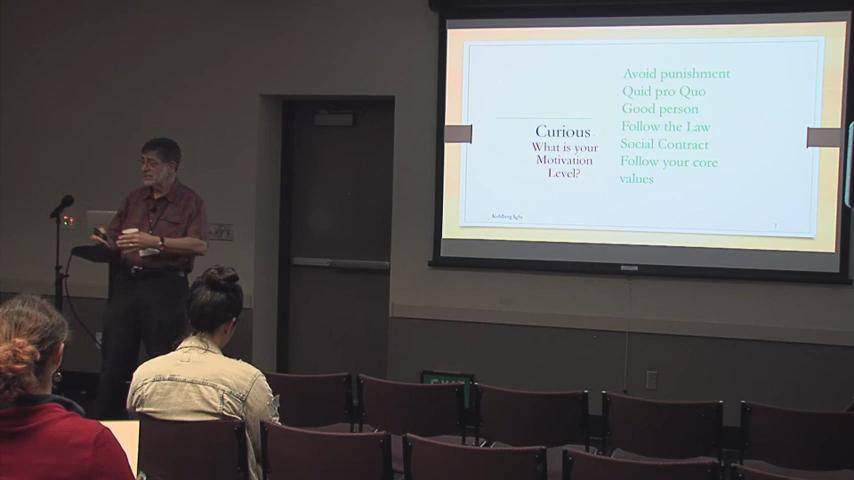 Curious
What is your
Motivation
Level?
Avoid punishment
Quid pro Quo
Good person
Follow the Law
Social Contract
Follow your core
values
EXIT